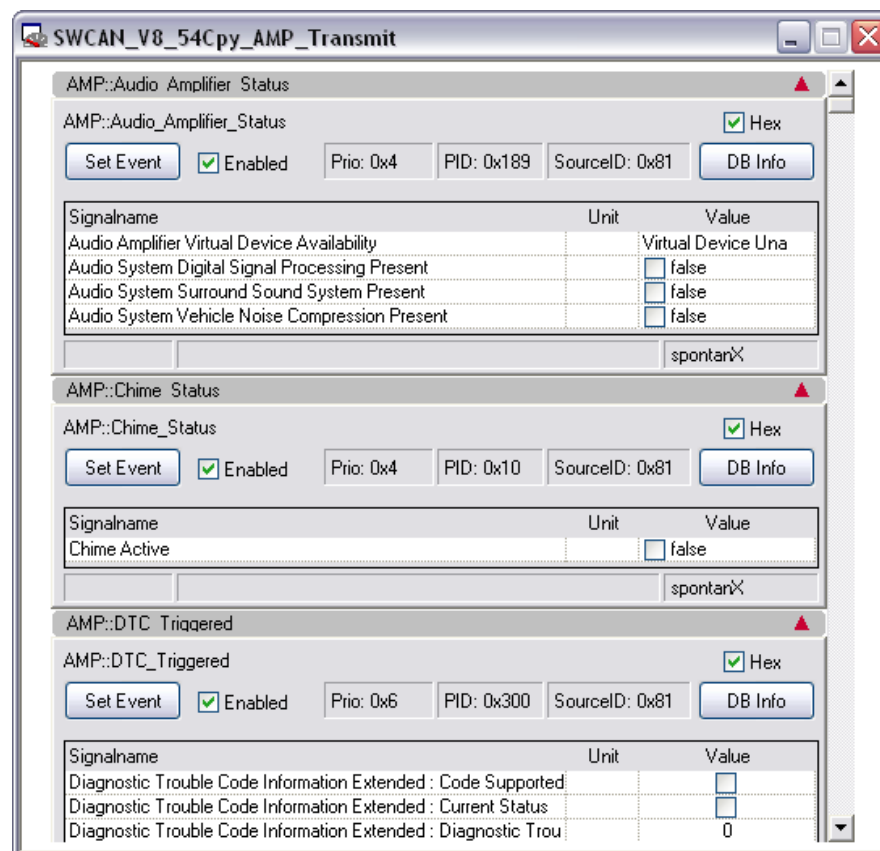 SWCAN_V8_54Cpy_AMP_Transmit
AMP::Audio Amplifier Status
AMP::Audio_Amplifier_Status
Hex
Set Event Enabled Prio: 0x4 PID: 0x189 SourceID: 0x81 DB Info
Signalname Unit Value
Audio Amplifier Virtual Device Availability Virtual Device Una
Audio System Digital Signal Processing Present false
Audio System Surround Sound System Present false
Audio System Vehicle Noise Compression Present false
spontanX
AMP::Chime Status
AMP::Chime_Status
Hex
Set Event Enabled Prio: 0x4 PID: 0x10 SourceID: 0x81 DB Info
Signalname Unit Value
Chime Active false
spontanX
AMP::DTC Triggered
AMP::DTC_Triggered
Hex
Set Event Enabled Prio: 0x6 PID: 0x300 SourceID: 0x81 DB Info
Signalname Unit Value
Diagnostic Trouble Code Information Extended : Code Supported
Diagnostic Trouble Code Information Extended : Current Status
Diagnostic Trouble Code Information Extended : Diagnostic Trou 0